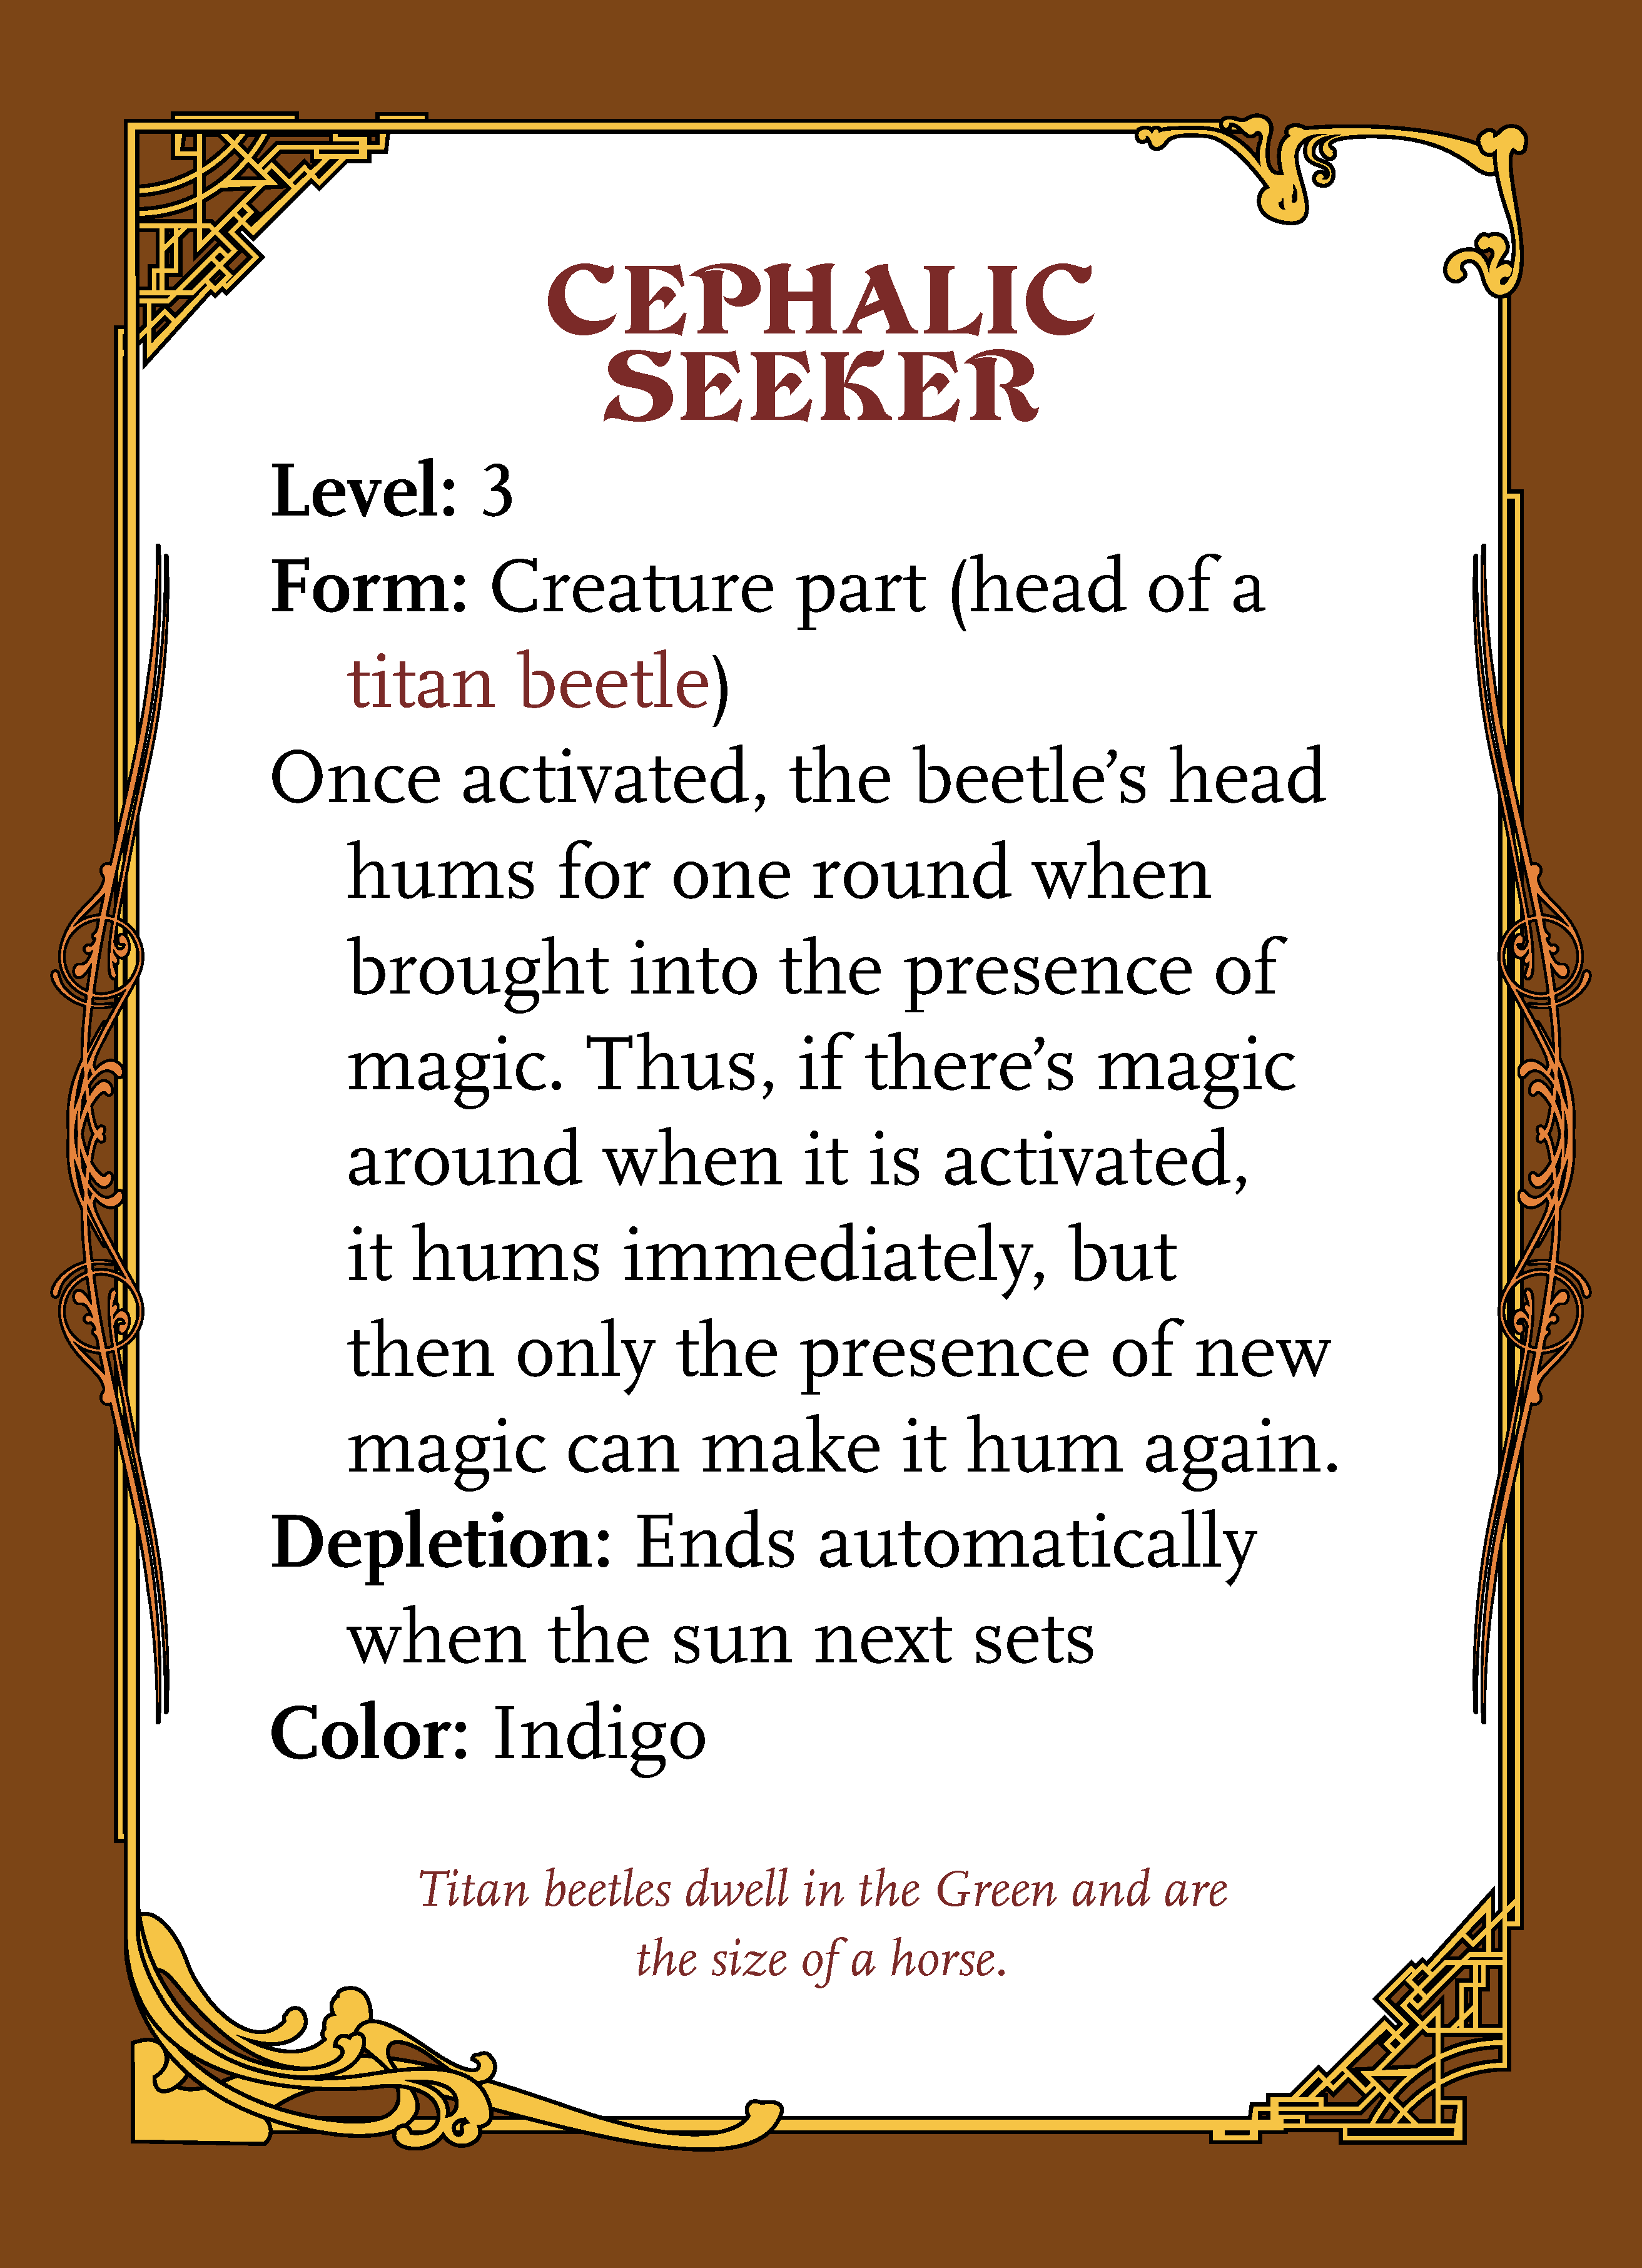 CEPHALIC
SEEKER
Level: 3
Form: Creature part (head of a
titan beetle)
Once activated, the beetle’s head
hums for one round when
brought into the presence of
magic. Thus, if there’s magic
around when it is activated,
it hums immediately, but
then only the presence of new
magic can make it hum again.
Depletion: Ends automatically
when the sun next sets
Color: Indigo
Titan beetles dwell in the Green and are
the size of a horse.